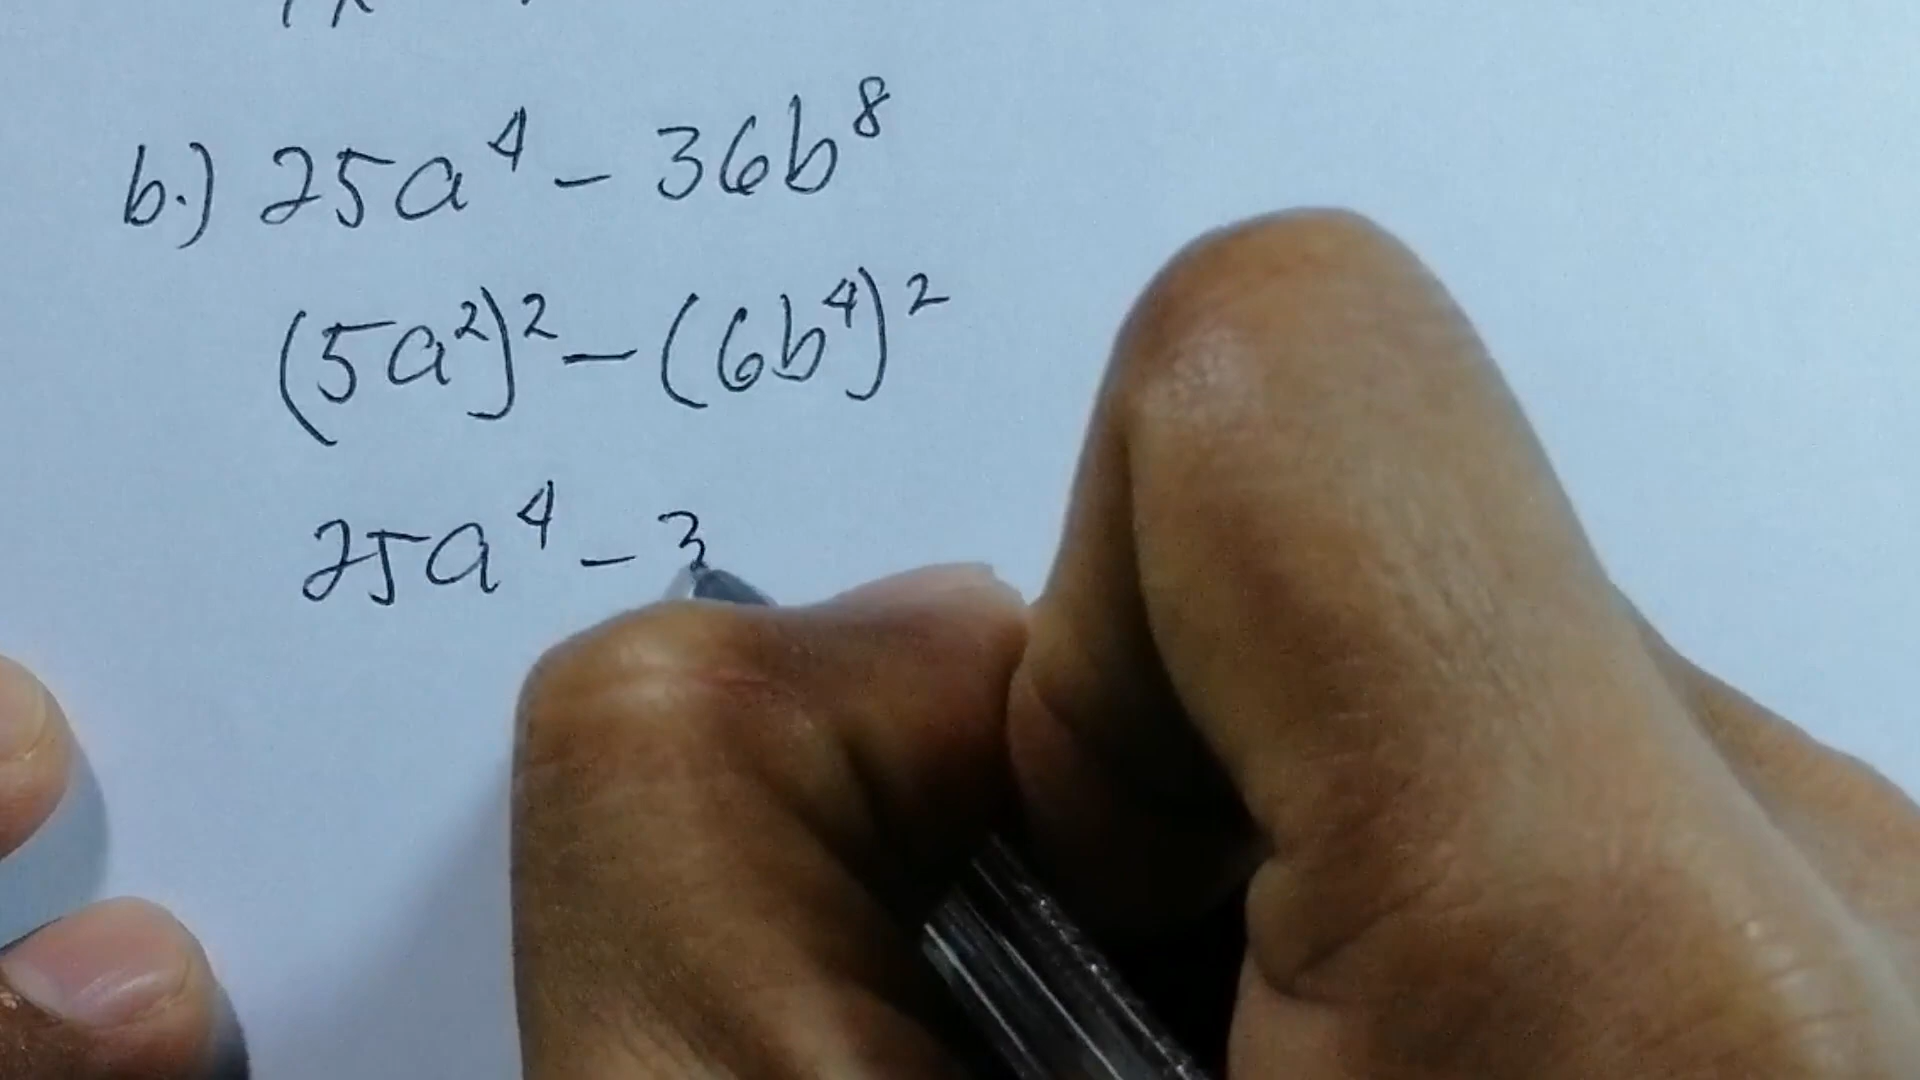 b.) 25a⁴ - 36b⁸
(5a²)² - (6b⁴)²
25a⁴ - 3